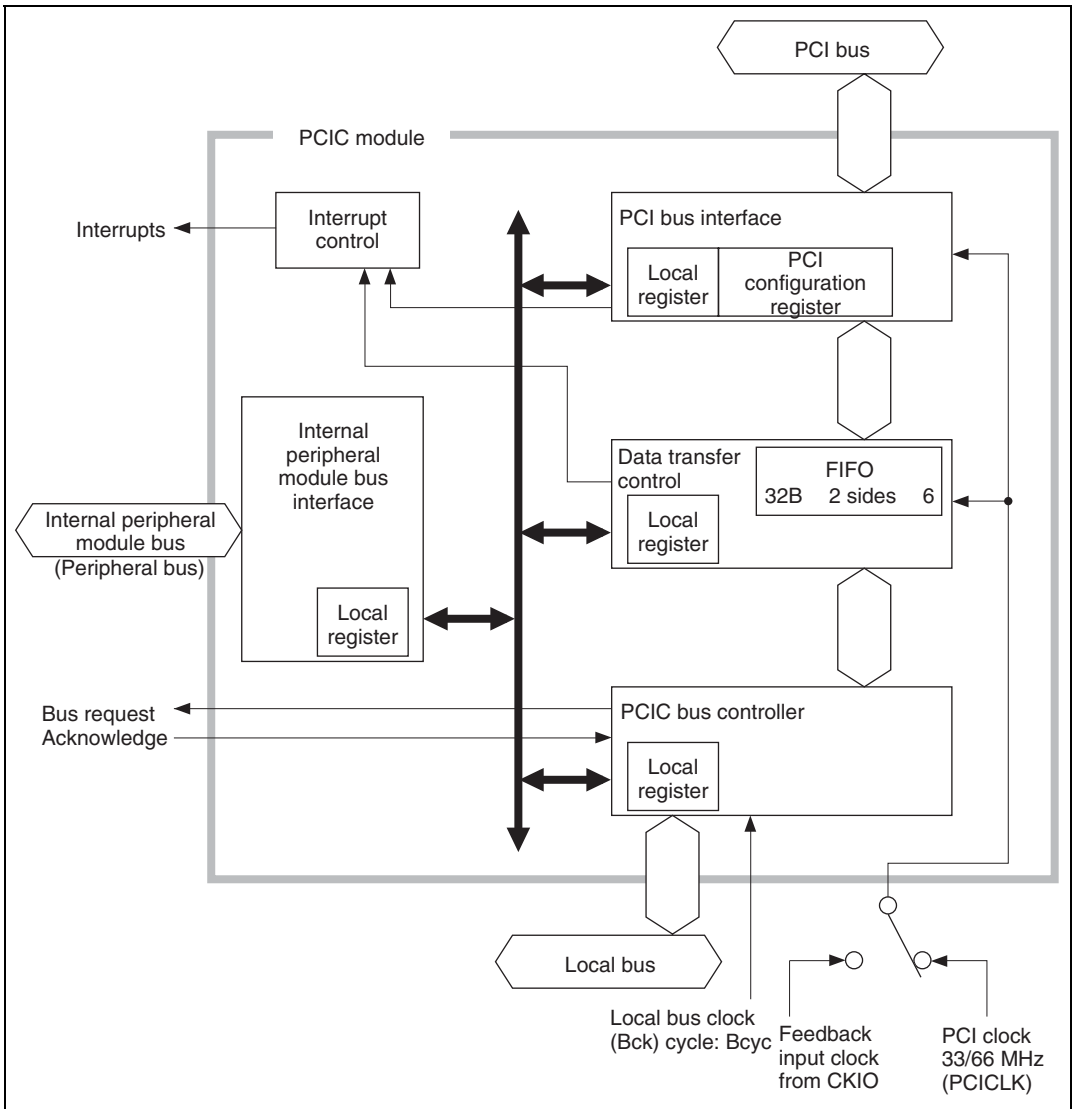 PCI bus
PCIC module
Interrupts
Interrupt
control
PCI bus interface
Local
register
PCI
configuration
register
Internal
peripheral
module bus
interface
Local
register
Internal peripheral
module bus
(Peripheral bus)
Data transfer
control
FIFO
32B 2 sides 6
Local
register
Bus request
Acknowledge
PCIC bus controller
Local
register
Local bus
Local bus clock
(Bck) cycle: Bcyc
Feedback
input clock
from CKIO
PCI clock
33/66 MHz
(PCICLK)